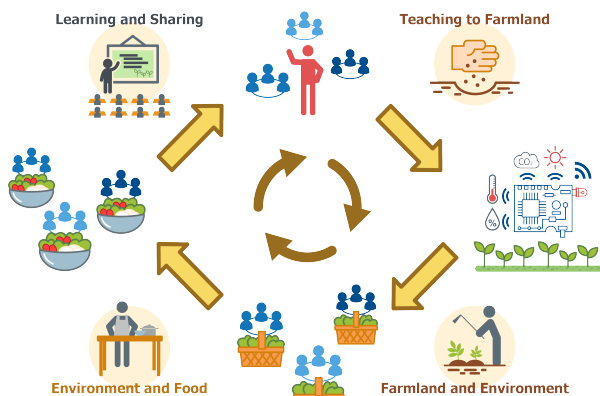 Learning and Sharing
Teaching to Farmland
CO₂
%
Environment and Food
Farmland and Environment